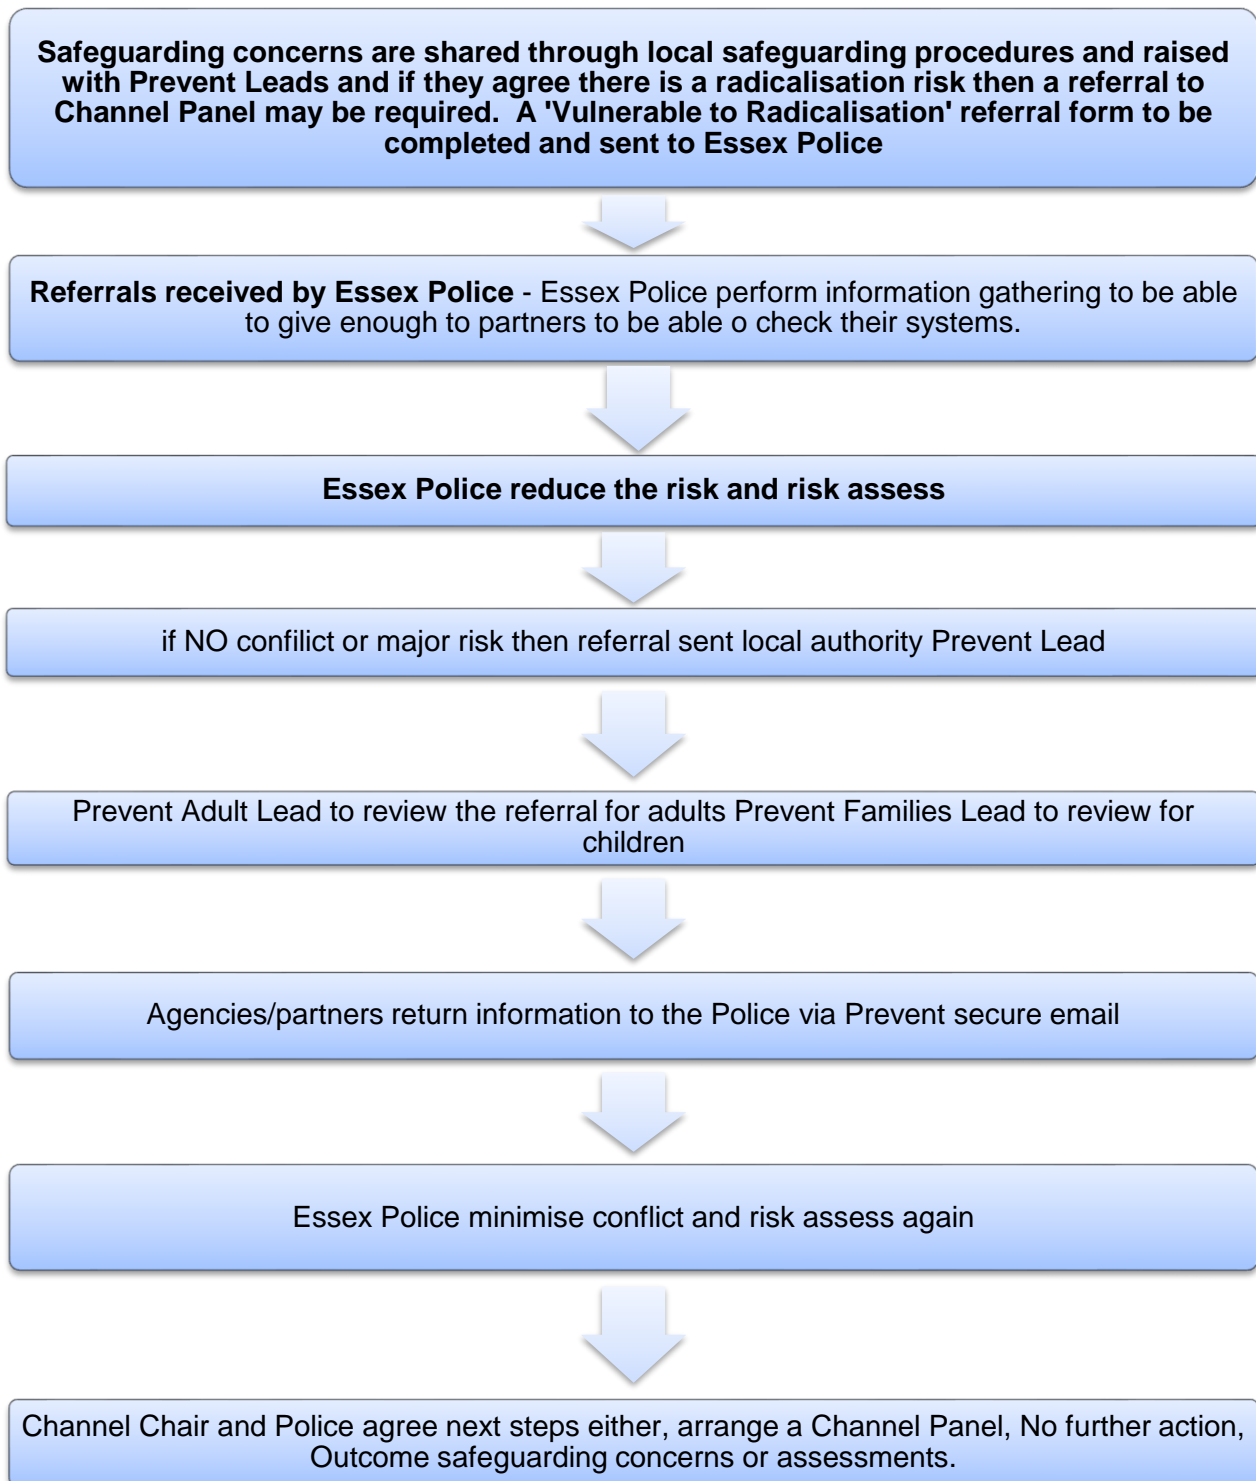 Safeguarding concerns are shared through local safeguarding procedures and raised
with Prevent Leads and if they agree there is a radicalisation risk then a referral to
Channel Panel may be required.  A 'Vulnerable to Radicalisation' referral form to be
completed and sent to Essex Police
Referrals received by Essex Police - Essex Police perform information gathering to be able
to give enough to partners to be able o check their systems.
Essex Police reduce the risk and risk assess
if NO confilict or major risk then referral sent local authority Prevent Lead
Prevent Adult Lead to review the referral for adults Prevent Families Lead to review for
children
Agencies/partners return information to the Police via Prevent secure email
Essex Police minimise conflict and risk assess again
Channel Chair and Police agree next steps either, arrange a Channel Panel, No further action,
Outcome safeguarding concerns or assessments.